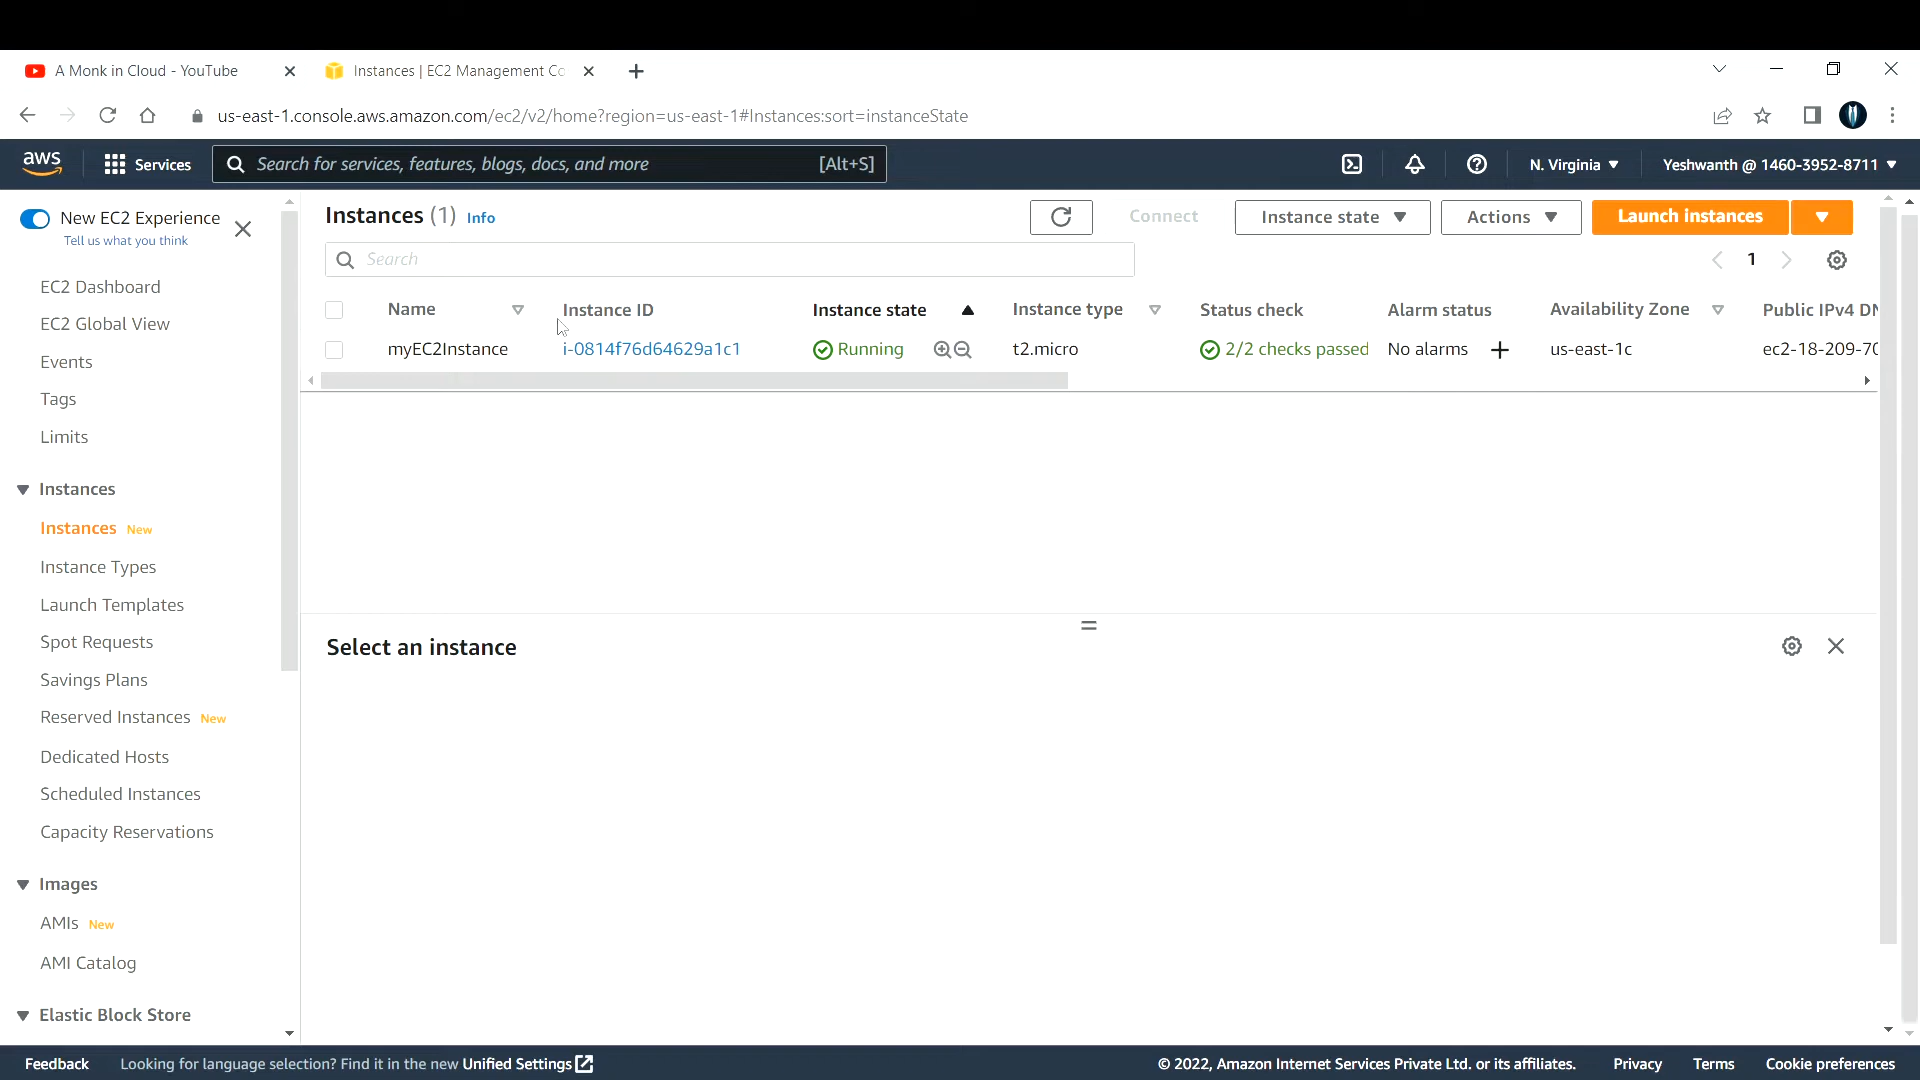 A Monk in Cloud - YouTube
Instances | EC2 Management Co
us-east-1.console.aws.amazon.com/ec2/v2/home?region=us-east-1#Instances:sort=instanceState
aws
Services
Search for services, features, blogs, docs, and more
[Alt+S]
N. Virginia
Yeshwanth @ 1460-3952-8711
New EC2 Experience
Tell us what you think
EC2 Dashboard
EC2 Global View
Events
Tags
Limits
Instances
Instances New
Instance Types
Launch Templates
Spot Requests
Savings Plans
Reserved Instances New
Dedicated Hosts
Scheduled Instances
Capacity Reservations
Images
AMIs New
AMI Catalog
Elastic Block Store
Instances (1) Info
Connect
Instance state
Actions
Launch instances
Search
1
Name Instance ID Instance state Instance type Status check Alarm status Availability Zone Public IPv4 DN
myEC2Instance i-0814f76d64629a1c1 Running t2.micro 2/2 checks passed No alarms us-east-1c ec2-18-209-70
Select an instance
Feedback
Looking for language selection? Find it in the new Unified Settings
© 2022, Amazon Internet Services Private Ltd. or its affiliates.
Privacy
Terms
Cookie preferences